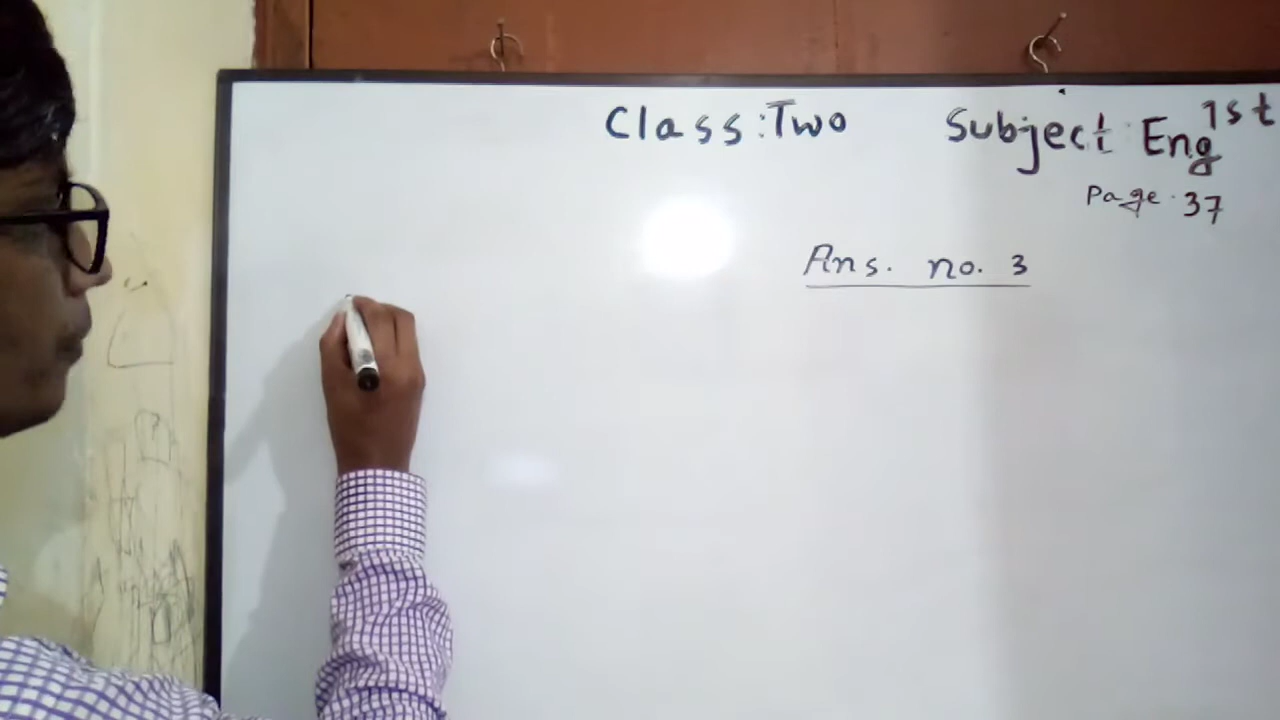 Class : Two Subject : Eng 1st
Page. 37
Ans. no. 3